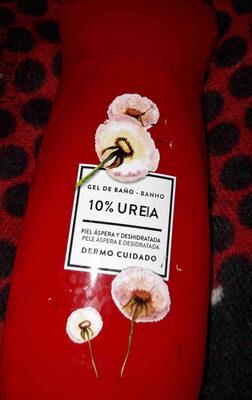 GEL DE BAÑO - BANHO
10% UREIA
PIEL ÁSPERA Y DESHIDRATADA
PELE ÁSPERA E DESIDRATADA
DERMO CUIDADO